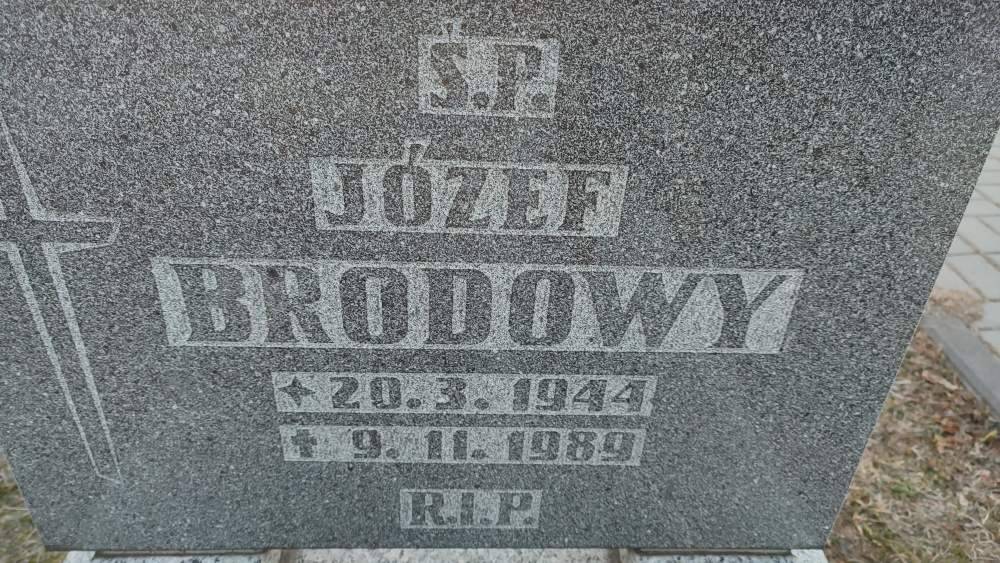 Ś.P.
JÓZEF
BRODOWY
✦ 20.3.1944
✝ 9.11.1989
R.I.P.